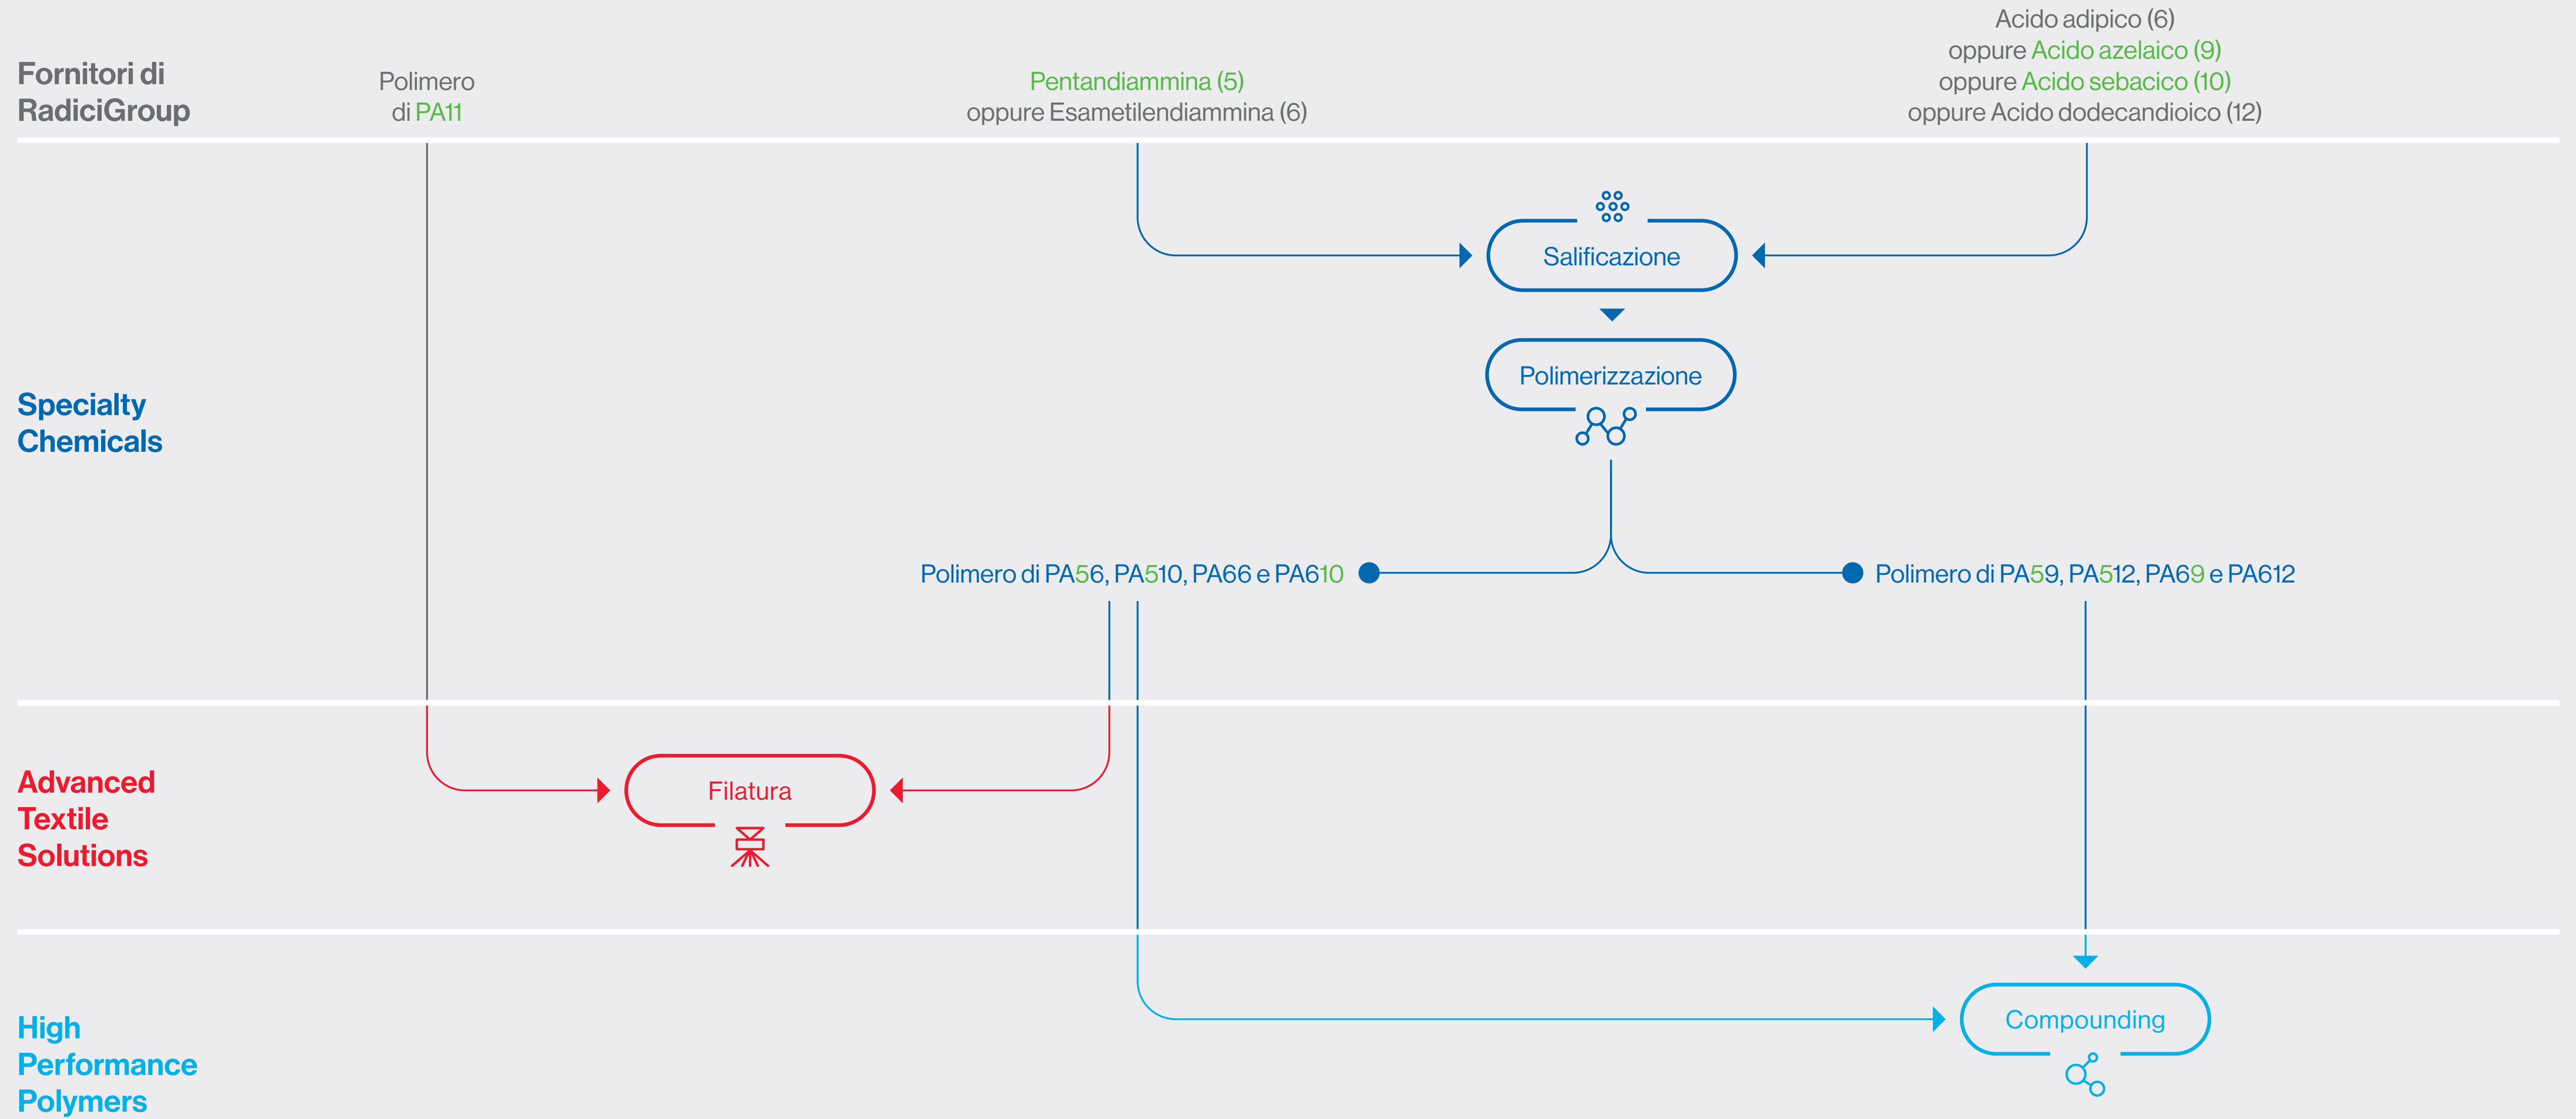 Fornitori di
RadiciGroup
Polimero
di PA11
Pentandiammina (5)
oppure Esametilendiammina (6)
Acido adipico (6)
oppure Acido azelaico (9)
oppure Acido sebacico (10)
oppure Acido dodecandioico (12)
Specialty
Chemicals
Salificazione
Polimerizzazione
Polimero di PA56, PA510, PA66 e PA610
Polimero di PA59, PA512, PA69 e PA612
Advanced
Textile
Solutions
Filatura
High
Performance
Polymers
Compounding